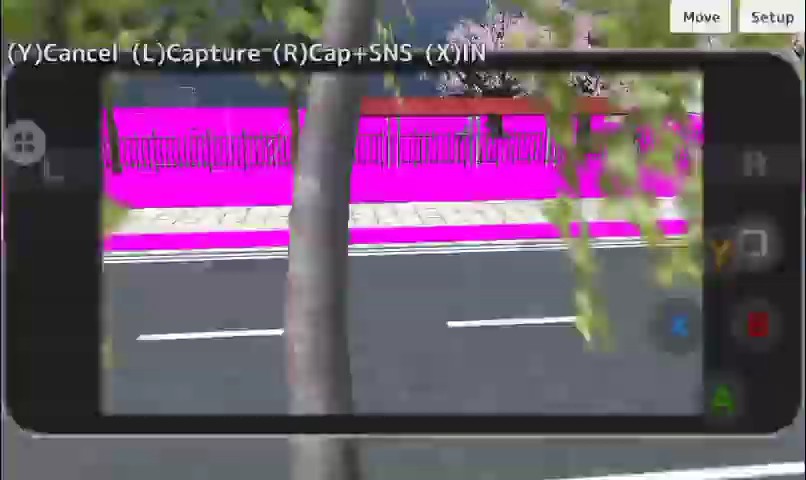 Move Setup
(Y)Cancel (L)Capture (R)Cap+SNS (X)IN
L R
Y
X B
A